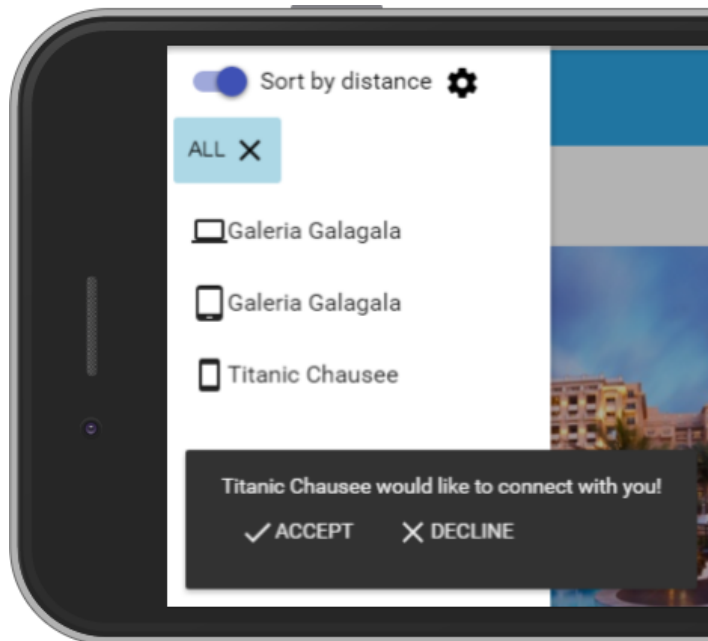 Sort by distance
ALL
Galeria Galagala
Galeria Galagala
Titanic Chausee
Titanic Chausee would like to connect with you!
ACCEPT DECLINE